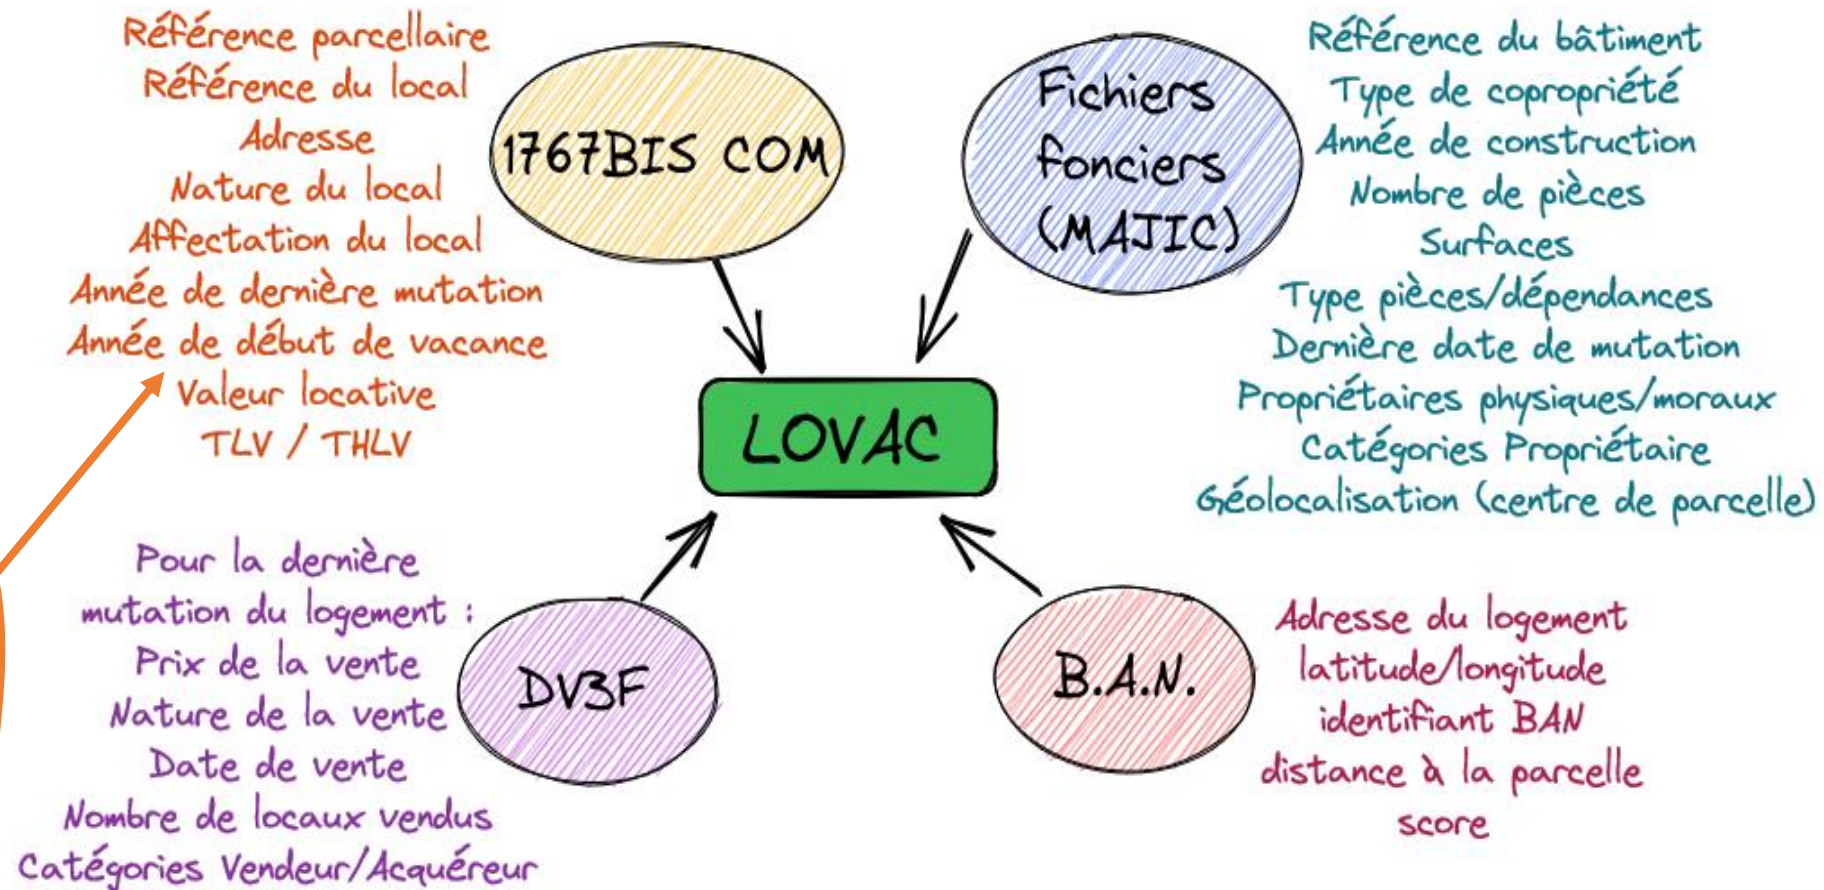 Référence parcellaire
Référence du local
Adresse
Nature du local
Affectation du local
Année de dernière mutation
Année de début de vacance
Valeur locative
TLV / THLV
1767BIS COM
Fichiers
fonciers
(MAJIC)
Référence du bâtiment
Type de copropriété
Année de construction
Nombre de pièces
Surfaces
Type pièces/dépendances
Dernière date de mutation
Propriétaires physiques/moraux
Catégories Propriétaire
Géolocalisation (centre de parcelle)
LOVAC
Pour la dernière
mutation du logement :
Prix de la vente
Nature de la vente
Date de vente
Nombre de locaux vendus
Catégories Vendeur/Acquéreur
DV3F
B.A.N.
Adresse du logement
latitude/longitude
identifiant BAN
distance à la parcelle
score